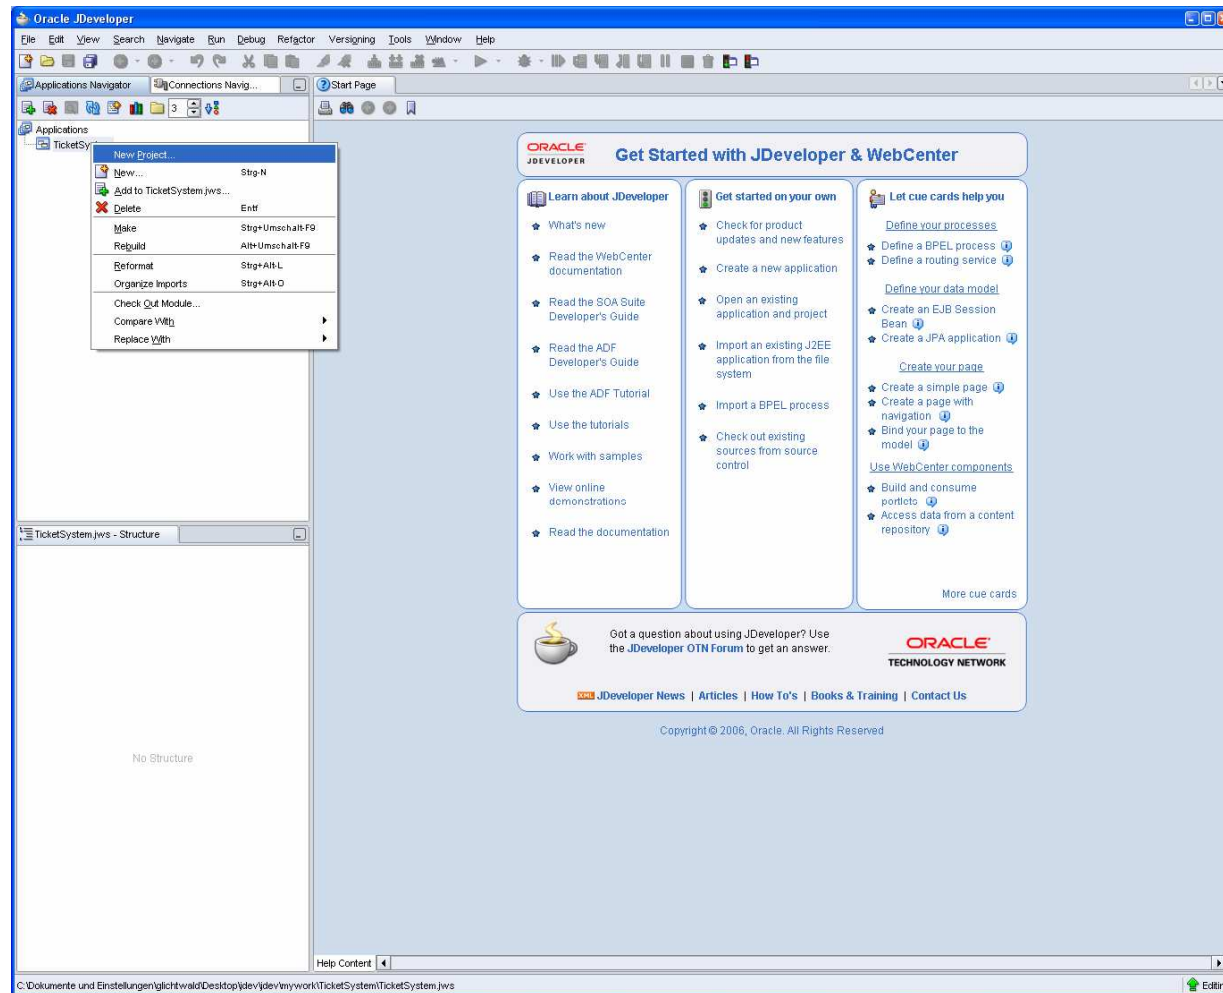 Oracle JDeveloper
File Edit View Search Navigate Run Debug Refactor Versioning Tools Window Help
Applications Navigator
Connections Navig...
3
Applications
TicketSy
New Project...
New... Strg-N
Add to TicketSystem.jws...
Delete Entf
Make Strg+Umschalt-F9
Rebuild Alt+Umschalt-F9
Reformat Strg+Alt-L
Organize Imports Strg+Alt-O
Check Out Module...
Compare With
Replace With
TicketSystem.jws - Structure
No Structure
Start Page
ORACLE
JDEVELOPER
Get Started with JDeveloper & WebCenter
Learn about JDeveloper
What's new
Read the WebCenter
documentation
Read the SOA Suite
Developer's Guide
Read the ADF
Developer's Guide
Use the ADF Tutorial
Use the tutorials
Work with samples
View online
demonstrations
Read the documentation
Get started on your own
Check for product
updates and new features
Create a new application
Open an existing
application and project
Import an existing J2EE
application from the file
system
Import a BPEL process
Check out existing
sources from source
control
Let cue cards help you
Define your processes
Define a BPEL process
Define a routing service
Define your data model
Create an EJB Session
Bean
Create a JPA application
Create your page
Create a simple page
Create a page with
navigation
Bind your page to the
model
Use WebCenter components
Build and consume
portlets
Access data from a content
repository
More cue cards
Got a question about using JDeveloper? Use
the JDeveloper OTN Forum to get an answer.
ORACLE
TECHNOLOGY NETWORK
XML JDeveloper News | Articles | How To's | Books & Training | Contact Us
Copyright © 2006, Oracle. All Rights Reserved
Help Content
C:\Dokumente und Einstellungen\glichtwald\Desktop\jdev\jdev\mywork\TicketSystem\TicketSystem.jws
Editin